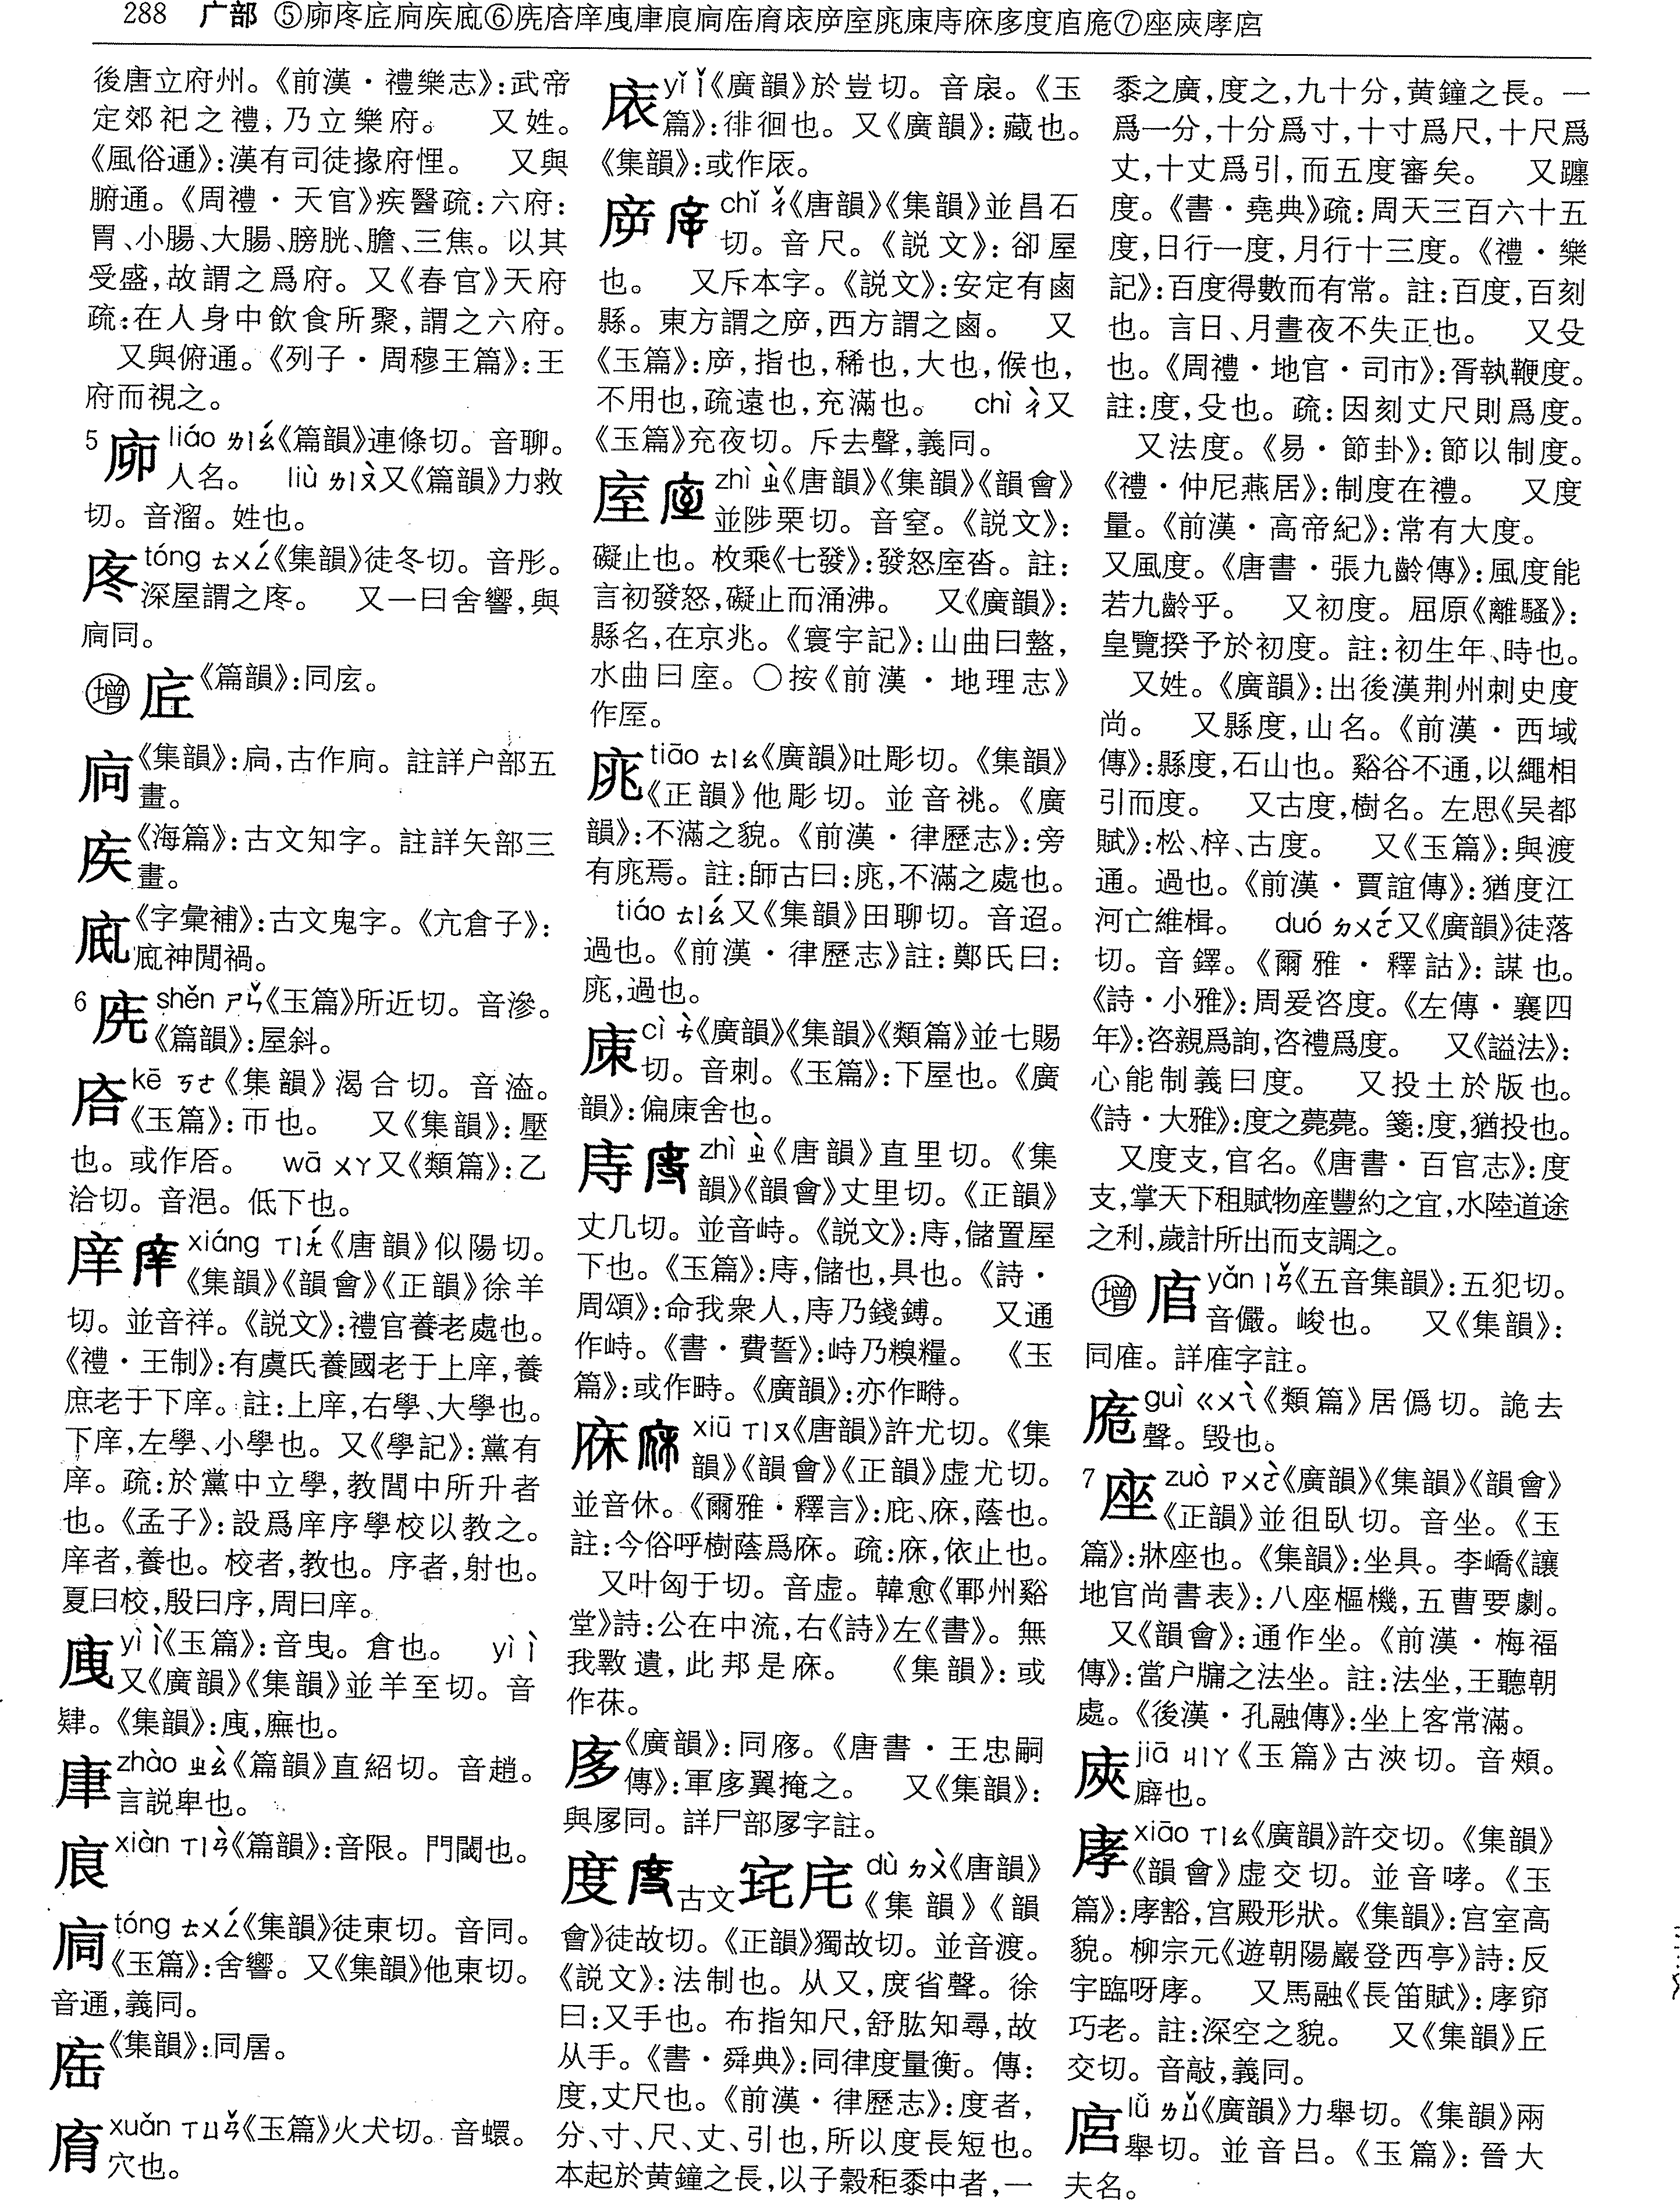 288 广部 ⑤𢇳庝㡳㡶㡸㡳⑥㡾㢀庠㢂㡽㡾㢈㡳㡹庡㡿庢庣庲庤庥㢁度㢃庪⑦座㢙㢟㝃
後唐立府州。《前漢·禮樂志》:武帝
定郊祀之禮,乃立樂府。 又姓。
《風俗通》:漢有司徒掾府悝。 又與
腑通。《周禮·天官》疾醫疏:六府:
胃、小腸、大腸、膀胱、膽、三焦。以其
受盛,故謂之爲府。又《春官》天府
疏:在人身中飲食所聚,謂之六府。
又與俯通。《列子·周穆王篇》:王
府而視之。
5 liáo ㄌㄧㄠˊ《篇韻》連條切。音聊。
人名。 liù ㄌㄧㄡˋ又《篇韻》力救
切。音溜。姓也。
庝 tóng ㄊㄨㄥˊ《集韻》徒冬切。音彤。
深屋謂之庝。 又一曰舍響,與
同。
增 《篇韻》:同庡。
《集韻》:扃,古作。註詳户部五
畫。
《海篇》:古文知字。註詳矢部三
畫。
《字彙補》:古文鬼字。《亢倉子》:
神閒禍。
6 shěn ㄕㄣˇ《玉篇》所近切。音滲。
《篇韻》:屋斜。
kē ㄎㄜ《集韻》渴合切。音溘。
《玉篇》:帀也。 又《集韻》:壓
也。或作㕉。 wā ㄨㄚ又《類篇》:乙
洽切。音浥。低下也。
庠 xiáng ㄒㄧㄤˊ《唐韻》似陽切。
《集韻》《韻會》《正韻》徐羊
切。並音祥。《説文》:禮官養老處也。
《禮·王制》:有虞氏養國老于上庠,養
庶老于下庠。註:上庠,右學、大學也。
下庠,左學、小學也。又《學記》:黨有
庠。疏:於黨中立學,教閭中所升者
也。《孟子》:設爲庠序學校以教之。
庠者,養也。校者,教也。序者,射也。
夏曰校,殷曰序,周曰庠。
yì ㄧˋ《玉篇》:音曳。倉也。 yì ㄧˋ
又《廣韻》《集韻》並羊至切。音
肄。《集韻》:,廡也。
zhào ㄓㄠˋ《篇韻》直紹切。音趙。
言説卑也。
xiàn ㄒㄧㄢˋ《篇韻》:音限。門閾也。
tóng ㄊㄨㄥˊ《集韻》徒東切。音同。
《玉篇》:舍響。又《集韻》他東切。
音通,義同。
《集韻》:同㞐。
xuǎn ㄒㄩㄢˇ《玉篇》火犬切。音蠉。
穴也。
庡 yǐ ㄧˇ《廣韻》於豈切。音扆。《玉
篇》:徘徊也。又《廣韻》:藏也。
《集韻》:或作㕈。
㡿 chǐ ㄔˇ《唐韻》《集韻》並昌石
切。音尺。《説文》:卻屋
也。 又斥本字。《説文》:安定有鹵
縣。東方謂之㡿,西方謂之鹵。 又
《玉篇》:㡿,指也,稀也,大也,候也,
不用也,疏遠也,充滿也。 chì ㄔˋ又
《玉篇》充夜切。斥去聲,義同。
庢 zhì ㄓˋ《唐韻》《集韻》《韻會》
並陟栗切。音窒。《説文》:
礙止也。枚乘《七發》:發怒庢沓。註:
言初發怒,礙止而涌沸。 又《廣韻》:
縣名,在京兆。《寰宇記》:山曲曰盩,
水曲曰庢。〇按《前漢·地理志》
作厔。
庣 tiāo ㄊㄧㄠ《廣韻》吐彫切。《集韻》
《正韻》他彫切。並音祧。《廣
韻》:不滿之貌。《前漢·律歷志》:旁
有庣焉。註:師古曰:庣,不滿之處也。
tiáo ㄊㄧㄠˊ又《集韻》田聊切。音迢。
過也。《前漢·律歷志》註:鄭氏曰:
庣,過也。
㢀 cì ㄘˋ《廣韻》《集韻》《類篇》並七賜
切。音刺。《玉篇》:下屋也。《廣
韻》:偏㢀舍也。
庤 zhì ㄓˋ《唐韻》直里切。《集
韻》《韻會》丈里切。《正韻》
丈几切。並音峙。《説文》:庤,儲置屋
下也。《玉篇》:庤,儲也,具也。《詩·
周頌》:命我衆人,庤乃錢鎛。 又通
作峙。《書·費誓》:峙乃糗糧。 《玉
篇》:或作畤。《廣韻》:亦作㾿。
庥 xiū ㄒㄧㄡ《唐韻》許尤切。《集
韻》《韻會》《正韻》虚尤切。
並音休。《爾雅·釋言》:庇、庥,蔭也。
註:今俗呼樹蔭爲庥。疏:庥,依止也。
又叶匈于切。音虚。韓愈《鄆州谿
堂》詩:公在中流,右《詩》左《書》。無
我斁遺,此邦是庥。 《集韻》:或
作茠。
㢁 《廣韻》:同㢋。《唐書·王忠嗣
傳》:軍㢁翼掩之。 又《集韻》:
與㞔同。詳尸部㞔字註。
度 古文 㡯 dù ㄉㄨˋ《唐韻》
《集韻》《韻
會》徒故切。《正韻》獨故切。並音渡。
《説文》:法制也。从又,庶省聲。徐
曰:又手也。布指知尺,舒肱知尋,故
从手。《書·舜典》:同律度量衡。傳:
度,丈尺也。《前漢·律歷志》:度者,
分、寸、尺、丈、引也,所以度長短也。
本起於黄鐘之長,以子穀秬黍中者,一
黍之廣,度之,九十分,黄鐘之長。一
爲一分,十分爲寸,十寸爲尺,十尺爲
丈,十丈爲引,而五度審矣。 又躔
度。《書·堯典》疏:周天三百六十五
度,日行一度,月行十三度。《禮·樂
記》:百度得數而有常。註:百度,百刻
也。言日、月晝夜不失正也。 又殳
也。《周禮·地官·司市》:胥執鞭度。
註:度,殳也。疏:因刻丈尺則爲度。
又法度。《易·節卦》:節以制度。
《禮·仲尼燕居》:制度在禮。 又度
量。《前漢·高帝紀》:常有大度。
又風度。《唐書·張九齡傳》:風度能
若九齡乎。 又初度。屈原《離騷》:
皇覽揆予於初度。註:初生年、時也。
又姓。《廣韻》:出後漢荆州刺史度
尚。 又縣度,山名。《前漢·西域
傳》:縣度,石山也。谿谷不通,以繩相
引而度。 又古度,樹名。左思《吴都
賦》:松、梓、古度。 又《玉篇》:與渡
通。過也。《前漢·賈誼傳》:猶度江
河亡維楫。 duó ㄉㄨㄛˊ又《廣韻》徒落
切。音鐸。《爾雅·釋詁》:謀也。
《詩·小雅》:周爰咨度。《左傳·襄四
年》:咨親爲詢,咨禮爲度。 又《謚法》:
心能制義曰度。 又投土於版也。
《詩·大雅》:度之薨薨。箋:度,猶投也。
又度支,官名。《唐書·百官志》:度
支,掌天下租賦物産豐約之宜,水陸道途
之利,歲計所出而支調之。
增 yǎn ㄧㄢˇ《五音集韻》:五犯切。
音儼。峻也。 又《集韻》:
同㢂。詳㢂字註。
庪 guì ㄍㄨㄟˋ《類篇》居僞切。詭去
聲。毁也。
7 座 zuò ㄗㄨㄛˋ《廣韻》《集韻》《韻會》
《正韻》並徂臥切。音坐。《玉
篇》:牀座也。《集韻》:坐具。李嶠《讓
地官尚書表》:八座樞機,五曹要劇。
又《韻會》:通作坐。《前漢·梅福
傳》:當户牖之法坐。註:法坐,王聽朝
處。《後漢·孔融傳》:坐上客常滿。
jiā ㄐㄧㄚ《玉篇》古浹切。音頰。
廦也。
庨 xiāo ㄒㄧㄠ《廣韻》許交切。《集韻》
《韻會》虚交切。並音哮。《玉
篇》:庨豁,宫殿形狀。《集韻》:宫室高
貌。柳宗元《遊朝陽巖登西亭》詩:反
宇臨呀庨。 又馬融《長笛賦》:庨窌
巧老。註:深空之貌。 又《集韻》丘
交切。音敲,義同。
lǚ ㄌㄩˇ《廣韻》力舉切。《集韻》兩
舉切。並音吕。《玉篇》:晉大
夫名。